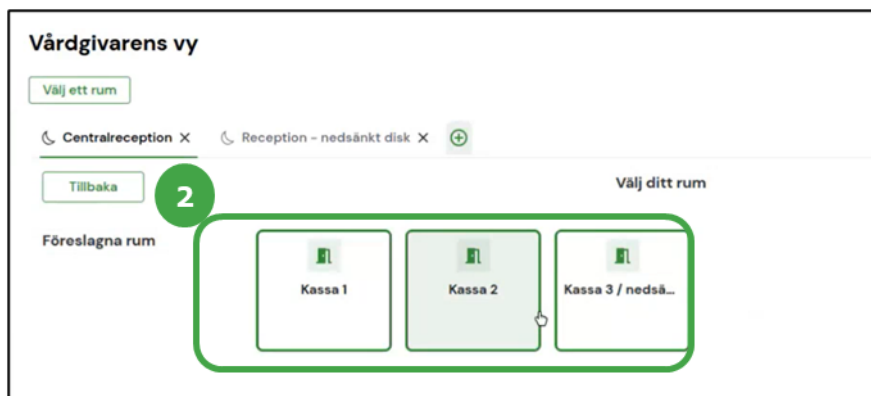 Vårdgivarens vy
Välj ett rum
Centralreception
Reception - nedsänkt disk
Tillbaka
2
Välj ditt rum
Föreslagna rum
Kassa 1
Kassa 2
Kassa 3 / nedsä...